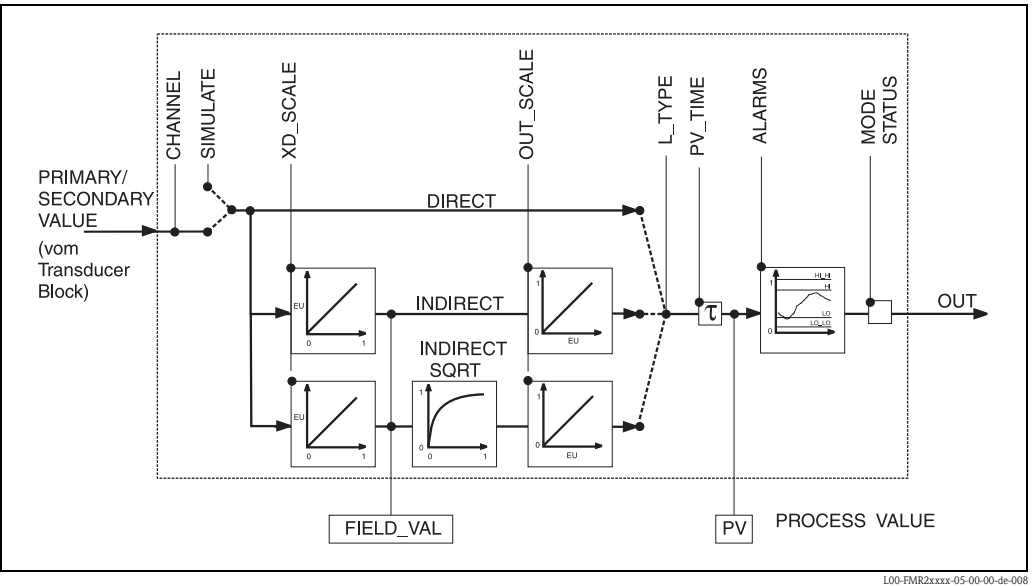 CHANNEL
SIMULATE
XD_SCALE
OUT_SCALE
L_TYPE
PV_TIME
ALARMS
MODE
STATUS
PRIMARY/
SECONDARY
VALUE
(vom
Transducer
Block)
DIRECT
EU
0
1
INDIRECT
1
0
EU
τ
1
0
HI_HI
HI
LO
LO_LO
OUT
INDIRECT
SQRT
EU
0
1
1
0
0
1
1
0
EU
FIELD_VAL
PV
PROCESS VALUE
L00-FMR2xxxx-05-00-00-de-008